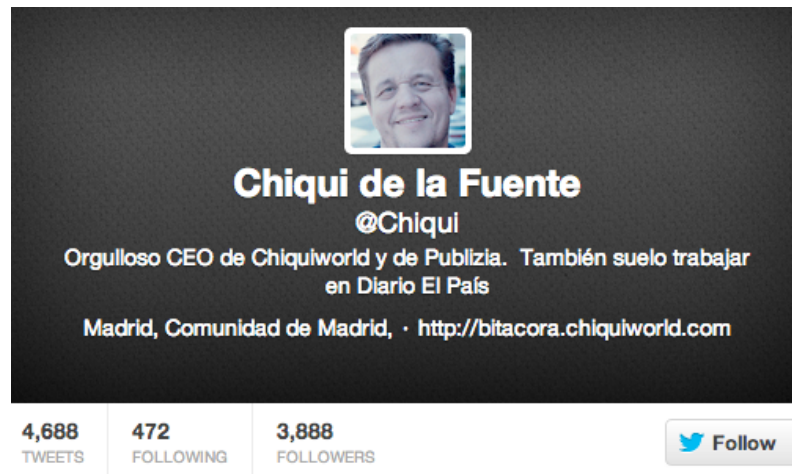 Chiqui de la Fuente
@Chiqui
Orgulloso CEO de Chiquiworld y de Publizia. También suelo trabajar
en Diario El País
Madrid, Comunidad de Madrid, · http://bitacora.chiquiworld.com
4,688 472 3,888
TWEETS FOLLOWING FOLLOWERS
Follow